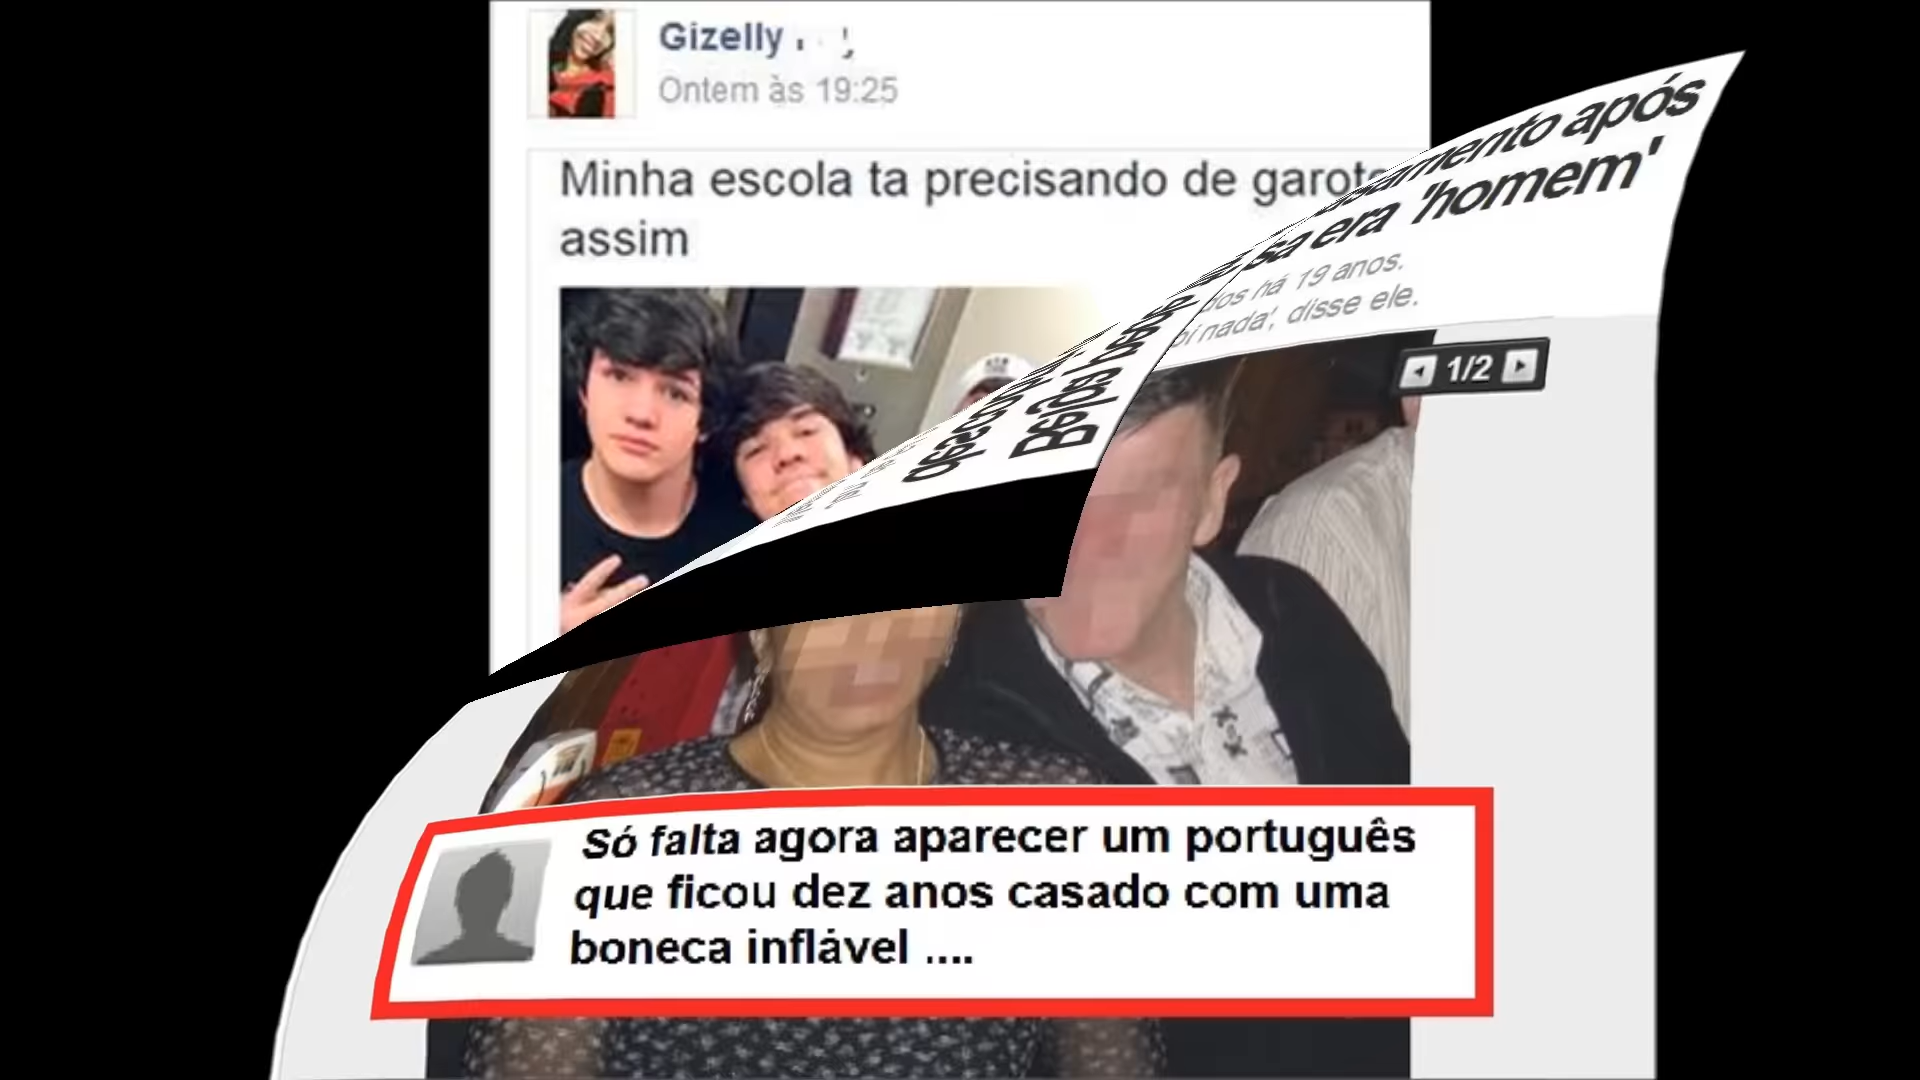 Gizelly
Ontem às 19:25
Minha escola ta precisando de garot
assim
após
era 'homem'
há 19 anos.
nada', disse ele.
1/2
Só falta agora aparecer um português
que ficou dez anos casado com uma
boneca inflável ....